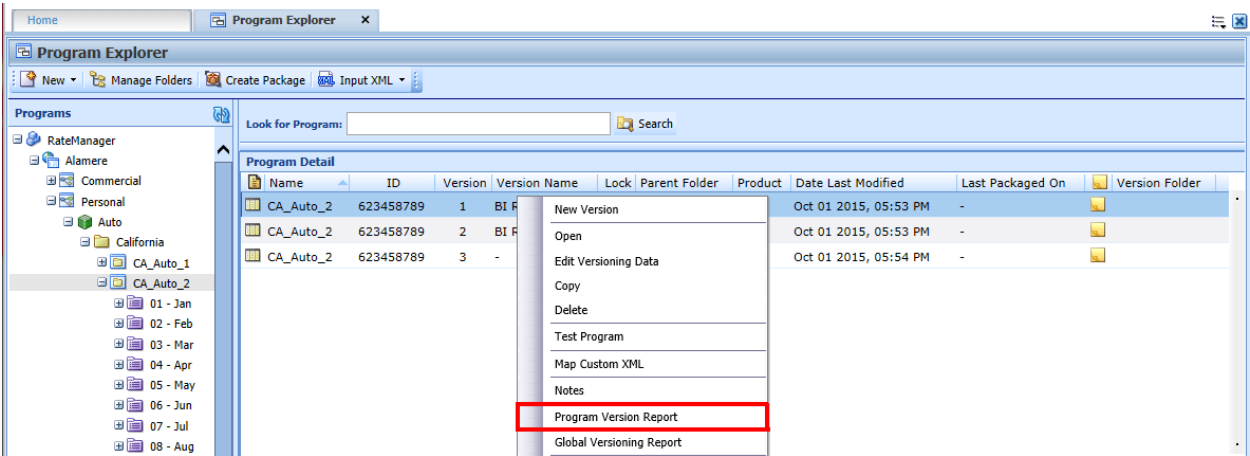 Home
Program Explorer
Program Explorer
New Manage Folders Create Package XML Input XML
Programs
Look for Program: Search
RateManager
Alamere
Commercial
Personal
Auto
California
CA_Auto_1
CA_Auto_2
01 - Jan
02 - Feb
03 - Mar
04 - Apr
05 - May
06 - Jun
07 - Jul
08 - Aug
Program Detail
Name ID Version Version Name Lock Parent Folder Product Date Last Modified Last Packaged On Version Folder
CA_Auto_2 623458789 1 BI Oct 01 2015, 05:53 PM -
CA_Auto_2 623458789 2 BI Oct 01 2015, 05:53 PM -
CA_Auto_2 623458789 3 - Oct 01 2015, 05:54 PM -
New Version
Open
Edit Versioning Data
Copy
Delete
Test Program
Map Custom XML
Notes
Program Version Report
Global Versioning Report